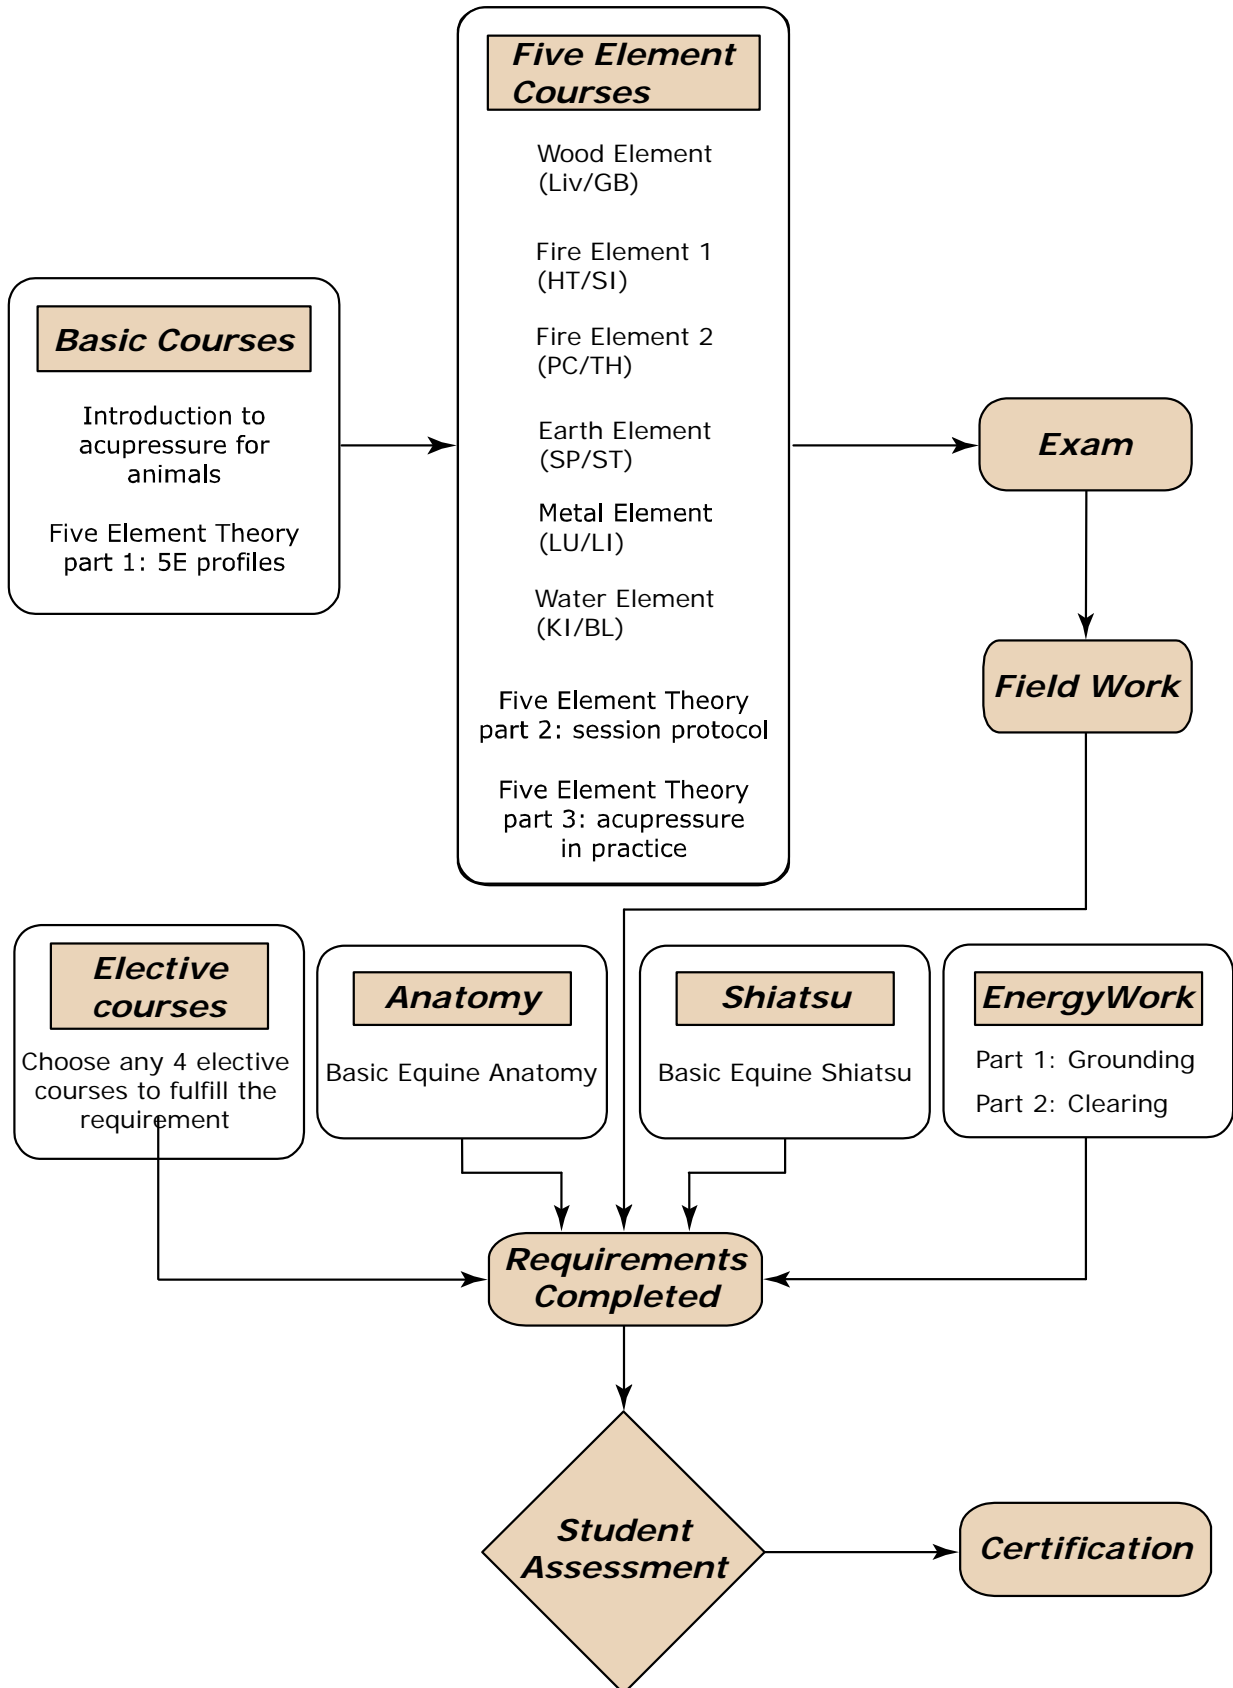 Five Element
Courses
Wood Element
(Liv/GB)
Fire Element 1
(HT/SI)
Fire Element 2
(PC/TH)
Earth Element
(SP/ST)
Metal Element
(LU/LI)
Water Element
(KI/BL)
Five Element Theory
part 2: session protocol
Five Element Theory
part 3: acupressure
in practice
Basic Courses
Introduction to
acupressure for
animals
Five Element Theory
part 1: 5E profiles
Exam
Field Work
Elective
courses
Choose any 4 elective
courses to fulfill the
requirement
Anatomy
Basic Equine Anatomy
Shiatsu
Basic Equine Shiatsu
EnergyWork
Part 1: Grounding
Part 2: Clearing
Requirements
Completed
Student
Assessment
Certification